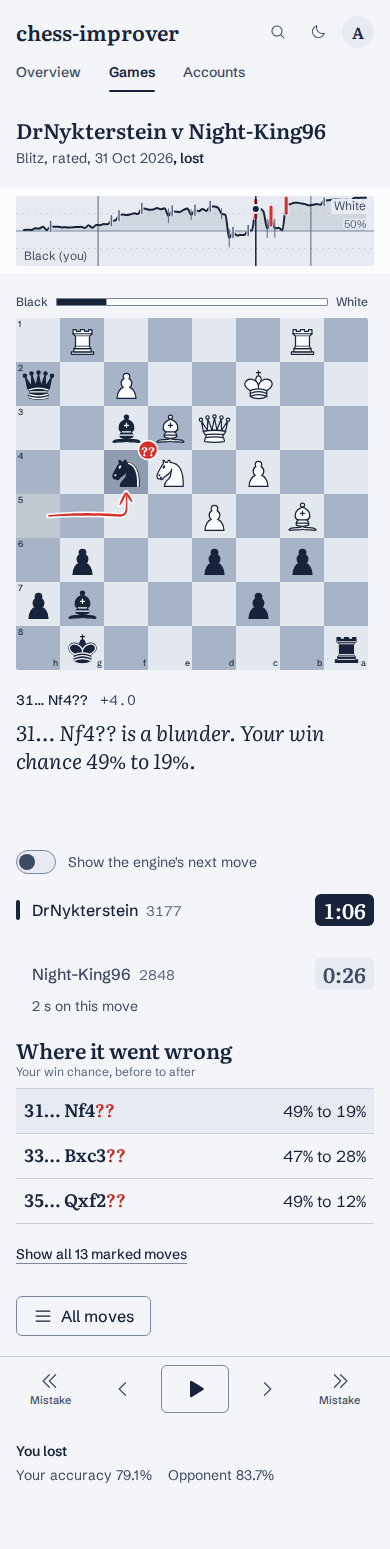 chess-improver
A
Overview Games Accounts
DrNykterstein v Night-King96
Blitz, rated, 31 Oct 2026, lost
White
50%
Black (you)
Black White
1
2
3
??
4
5
6
7
8
h g f e d c b a
31... Nf4?? +4.0
31... Nf4?? is a blunder. Your win
chance 49% to 19%.
Show the engine's next move
DrNykterstein 3177 1:06
Night-King96 2848 0:26
2 s on this move
Where it went wrong
Your win chance, before to after
31... Nf4?? 49% to 19%
33... Bxc3?? 47% to 28%
35... Qxf2?? 49% to 12%
Show all 13 marked moves
All moves
Mistake Mistake
You lost
Your accuracy 79.1% Opponent 83.7%